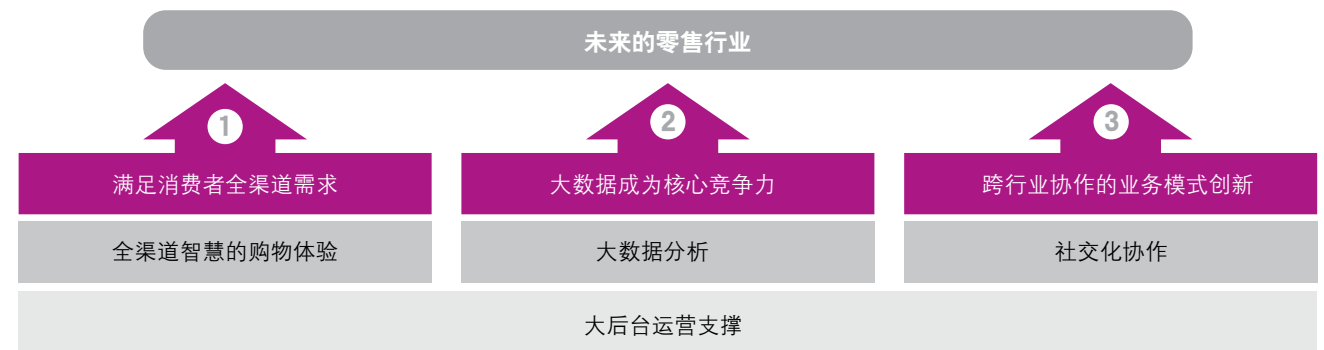 未来的零售行业
1
2
3
满足消费者全渠道需求
大数据成为核心竞争力
跨行业协作的业务模式创新
全渠道智慧的购物体验
大数据分析
社交化协作
大后台运营支撑